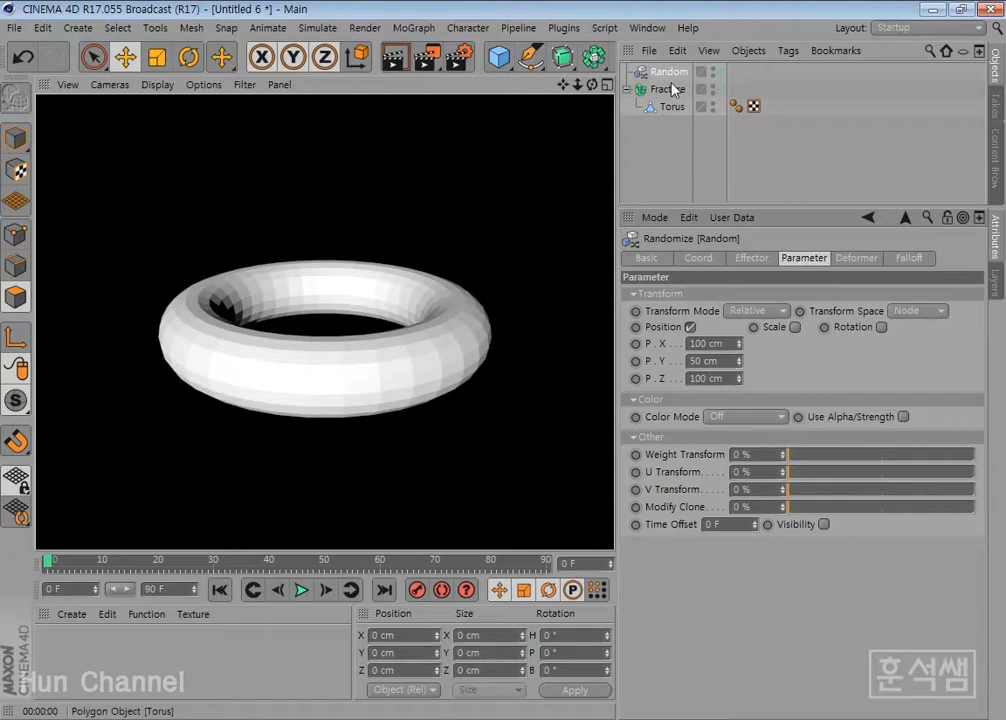 CINEMA 4D R17.055 Broadcast (R17) - [Untitled 6 *] - Main
File Edit Create Select Tools Mesh Snap Animate Simulate Render MoGraph Character Pipeline Plugins Script Window Layout: Startup
X Y Z
File Edit View Objects Tags Bookmarks
View Cameras Display Options Filter Panel
Random
Fracture
Torus
Objects
Takes
Content Brow
Attributes
Layers
Mode Edit User Data
Randomize [Random]
Basic Coord. Effector Parameter Deformer Falloff
Parameter
Transform
Transform Mode Relative Transform Space Node
Position Scale Rotation
P . X 100 cm
P . Y 50 cm
P . Z 100 cm
Color
Color Mode Off Use Alpha/Strength
Other
Weight Transform 0 %
U Transform..... 0 %
V Transform..... 0 %
Modify Clone... 0 %
Time Offset 0 F Visibility
0 10 20 30 40 50 60 70 80 90 0 F
0 F 90 F
P
S
Create Edit Function Texture
Position Size Rotation
X 0 cm X 0 cm H 0 °
Y 0 cm Y 0 cm P 0 °
Z 0 cm Z 0 cm B 0 °
Object (Rel) Size Apply
MAXON CINEMA 4D
Hun Channel
훈석쌤
00:00:00 Polygon Object [Torus]